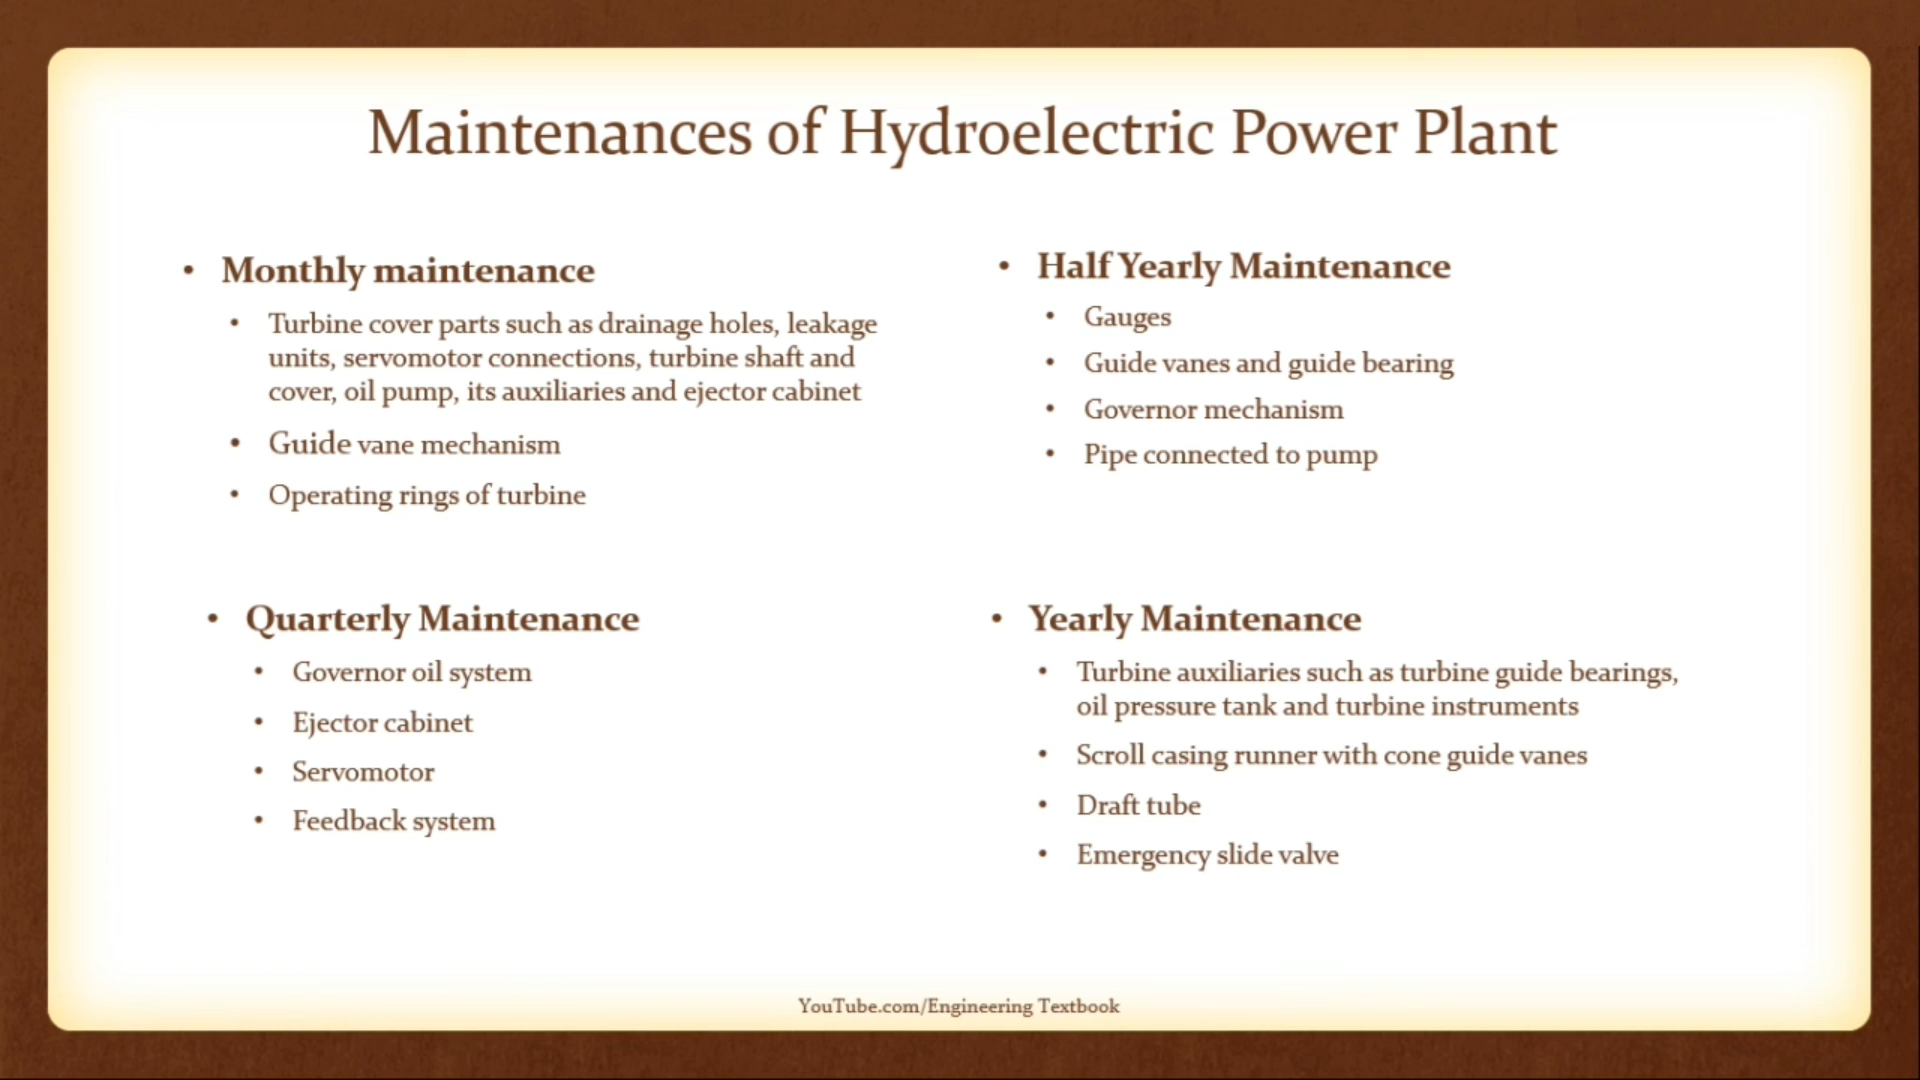 Maintenances of Hydroelectric Power Plant
• Monthly maintenance
• Turbine cover parts such as drainage holes, leakage
units, servomotor connections, turbine shaft and
cover, oil pump, its auxiliaries and ejector cabinet
• Guide vane mechanism
• Operating rings of turbine
• Half Yearly Maintenance
• Gauges
• Guide vanes and guide bearing
• Governor mechanism
• Pipe connected to pump
• Quarterly Maintenance
• Governor oil system
• Ejector cabinet
• Servomotor
• Feedback system
• Yearly Maintenance
• Turbine auxiliaries such as turbine guide bearings,
oil pressure tank and turbine instruments
• Scroll casing runner with cone guide vanes
• Draft tube
• Emergency slide valve
YouTube.com/Engineering Textbook